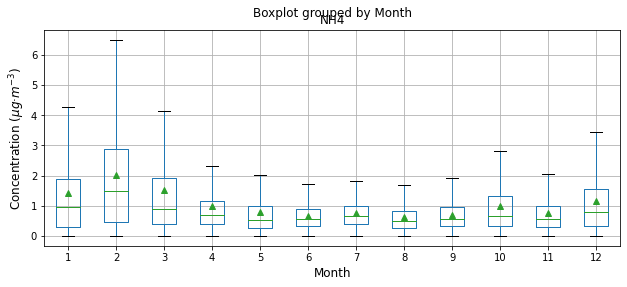 Boxplot grouped by Month
NH4
Concentration (μg·m⁻³)
6
5
4
3
2
1
0
1 2 3 4 5 6 7 8 9 10 11 12
Month